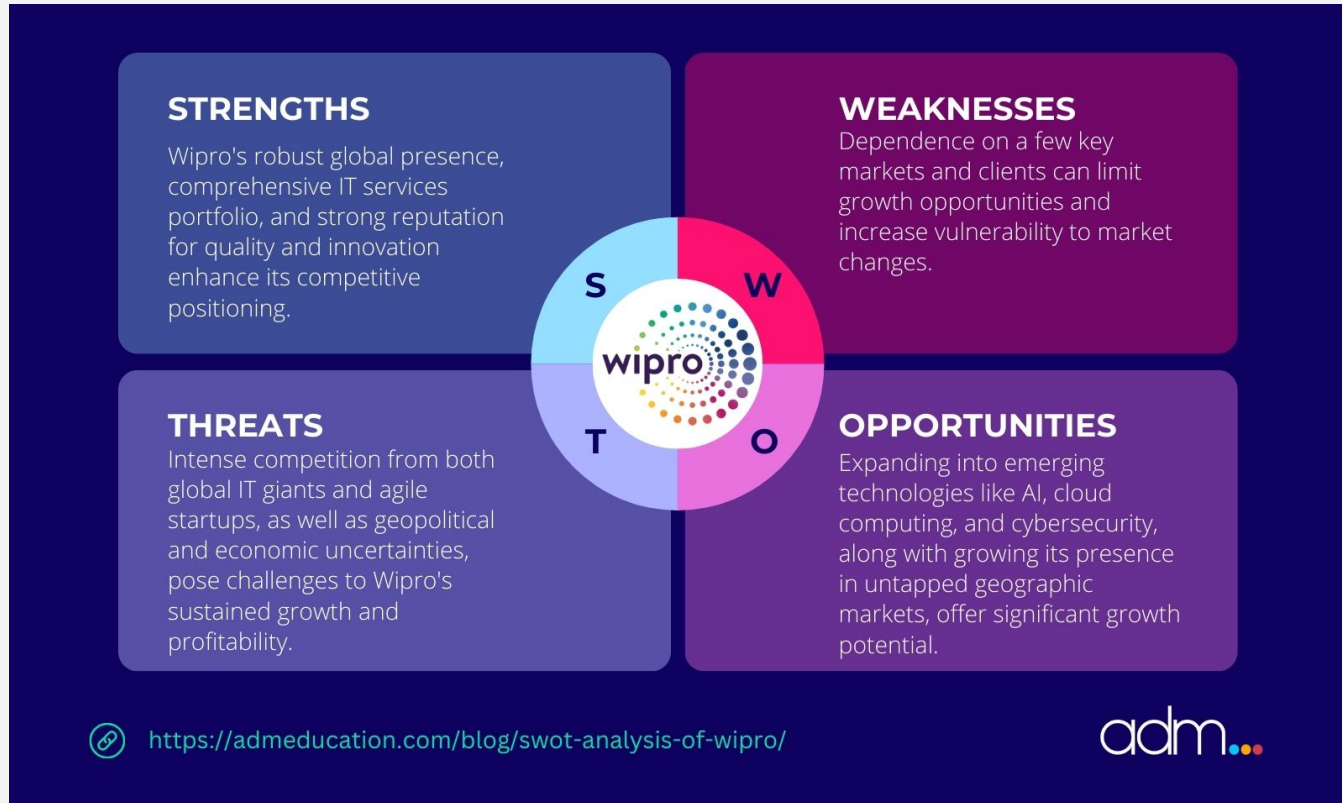 STRENGTHS
Wipro's robust global presence,
comprehensive IT services
portfolio, and strong reputation
for quality and innovation
enhance its competitive
positioning.
WEAKNESSES
Dependence on a few key
markets and clients can limit
growth opportunities and
increase vulnerability to market
changes.
S
W
wipro
T
O
THREATS
Intense competition from both
global IT giants and agile
startups, as well as geopolitical
and economic uncertainties,
pose challenges to Wipro's
sustained growth and
profitability.
OPPORTUNITIES
Expanding into emerging
technologies like AI, cloud
computing, and cybersecurity,
along with growing its presence
in untapped geographic
markets, offer significant growth
potential.
https://admeducation.com/blog/swot-analysis-of-wipro/
adm...